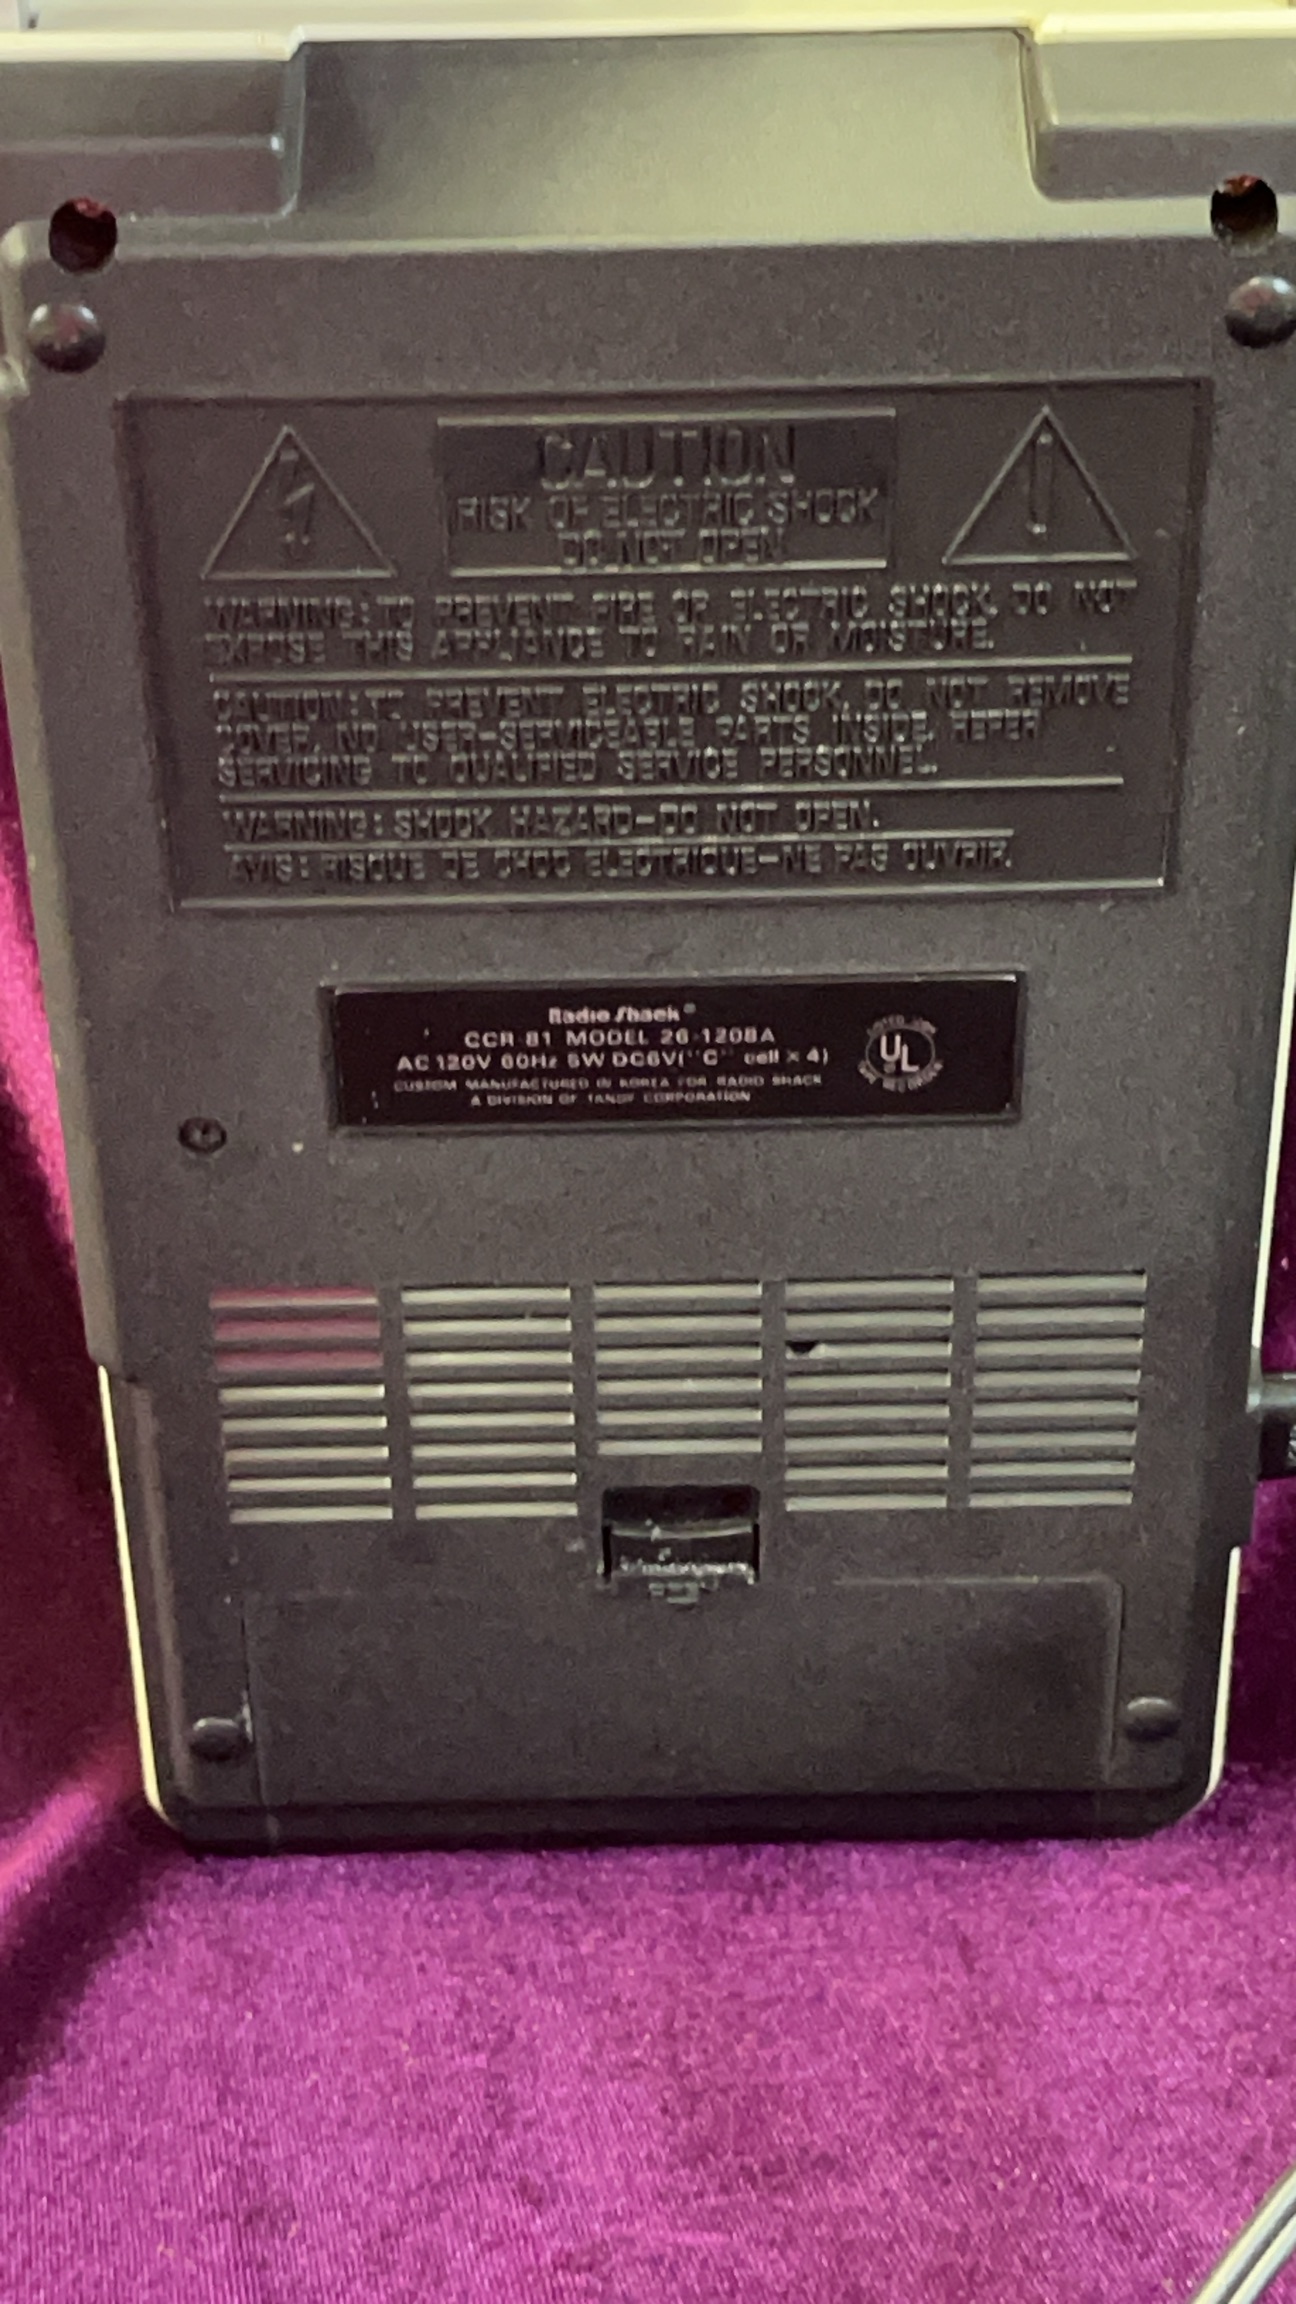 CAUTION
RISK OF ELECTRIC SHOCK
DO NOT OPEN
WARNING: TO PREVENT FIRE OR ELECTRIC SHOCK, DO NOT
EXPOSE THIS APPLIANCE TO RAIN OR MOISTURE.
CAUTION: TO PREVENT ELECTRIC SHOCK, DO NOT REMOVE
COVER, NO USER-SERVICEABLE PARTS INSIDE, REFER
SERVICING TO QUALIFIED SERVICE PERSONNEL.
WARNING: SHOCK HAZARD-DO NOT OPEN.
AVIS: RISQUE DE CHOC ELECTRIQUE-NE PAS OUVRIR.
Radio Shack®
CCR-81 MODEL 26-1208A
AC 120V 60Hz 5W DC6V("C" cell × 4)
CUSTOM MANUFACTURED IN KOREA FOR RADIO SHACK
A DIVISION OF TANDY CORPORATION
UL